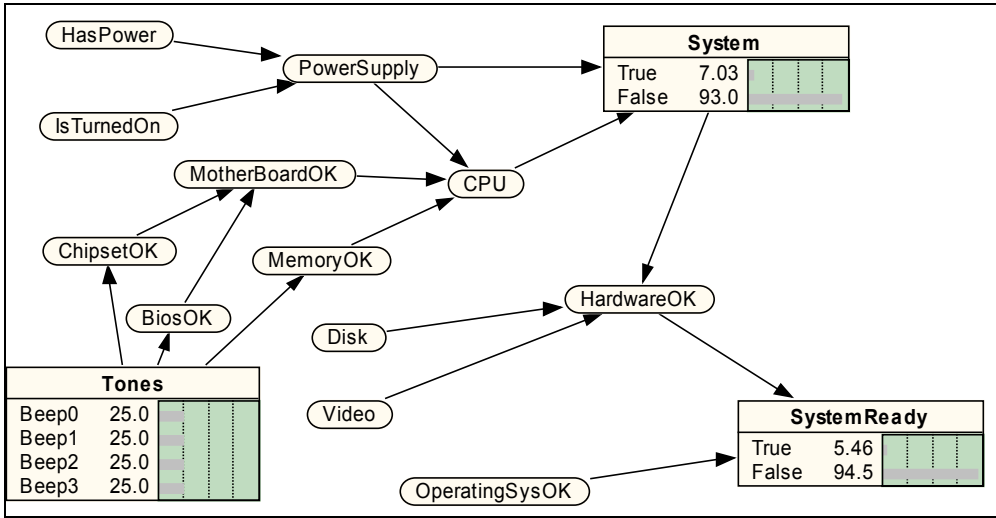 HasPower
System
PowerSupply
True 7.03
False 93.0
IsTurnedOn
MotherBoardOK
CPU
ChipsetOK
MemoryOK
HardwareOK
BiosOK
Disk
Tones
Beep0 25.0
Beep1 25.0
Beep2 25.0
Beep3 25.0
Video
SystemReady
True 5.46
False 94.5
OperatingSysOK